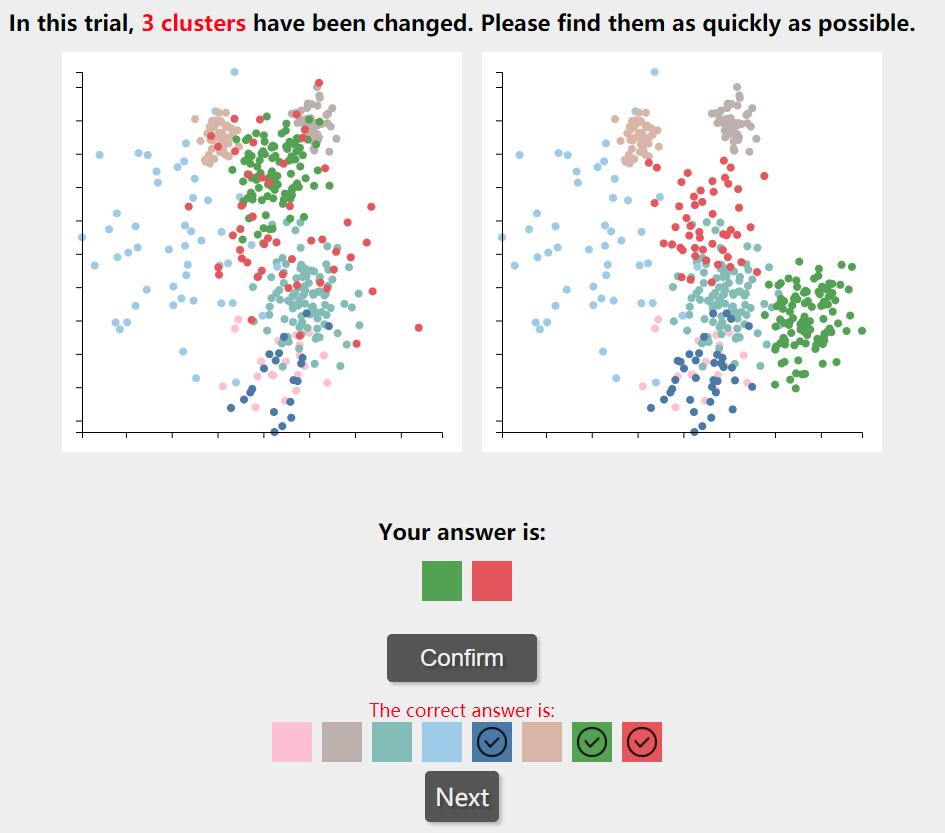 In this trial, 3 clusters have been changed. Please find them as quickly as possible.
Your answer is:
Confirm
The correct answer is:
Next